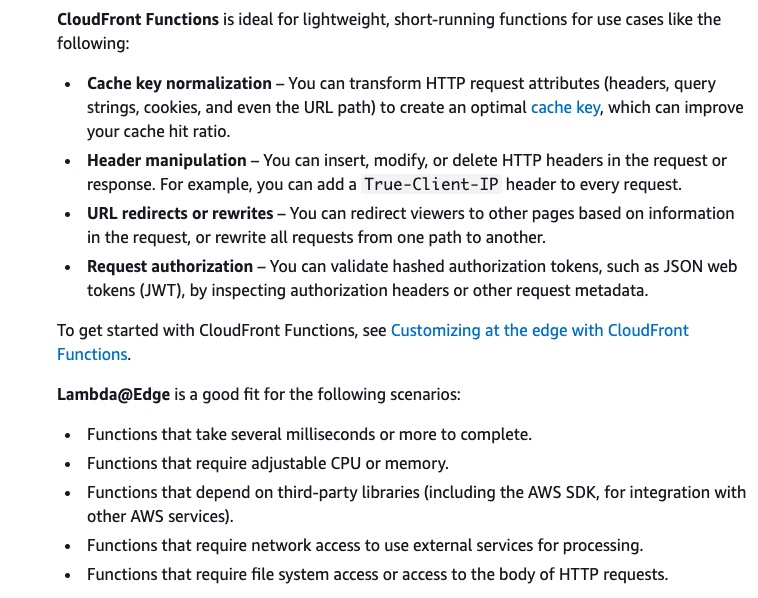 CloudFront Functions is ideal for lightweight, short-running functions for use cases like the
following:
• Cache key normalization – You can transform HTTP request attributes (headers, query
strings, cookies, and even the URL path) to create an optimal cache key, which can improve
your cache hit ratio.
• Header manipulation – You can insert, modify, or delete HTTP headers in the request or
response. For example, you can add a True-Client-IP header to every request.
• URL redirects or rewrites – You can redirect viewers to other pages based on information
in the request, or rewrite all requests from one path to another.
• Request authorization – You can validate hashed authorization tokens, such as JSON web
tokens (JWT), by inspecting authorization headers or other request metadata.
To get started with CloudFront Functions, see Customizing at the edge with CloudFront
Functions.
Lambda@Edge is a good fit for the following scenarios:
• Functions that take several milliseconds or more to complete.
• Functions that require adjustable CPU or memory.
• Functions that depend on third-party libraries (including the AWS SDK, for integration with
other AWS services).
• Functions that require network access to use external services for processing.
• Functions that require file system access or access to the body of HTTP requests.